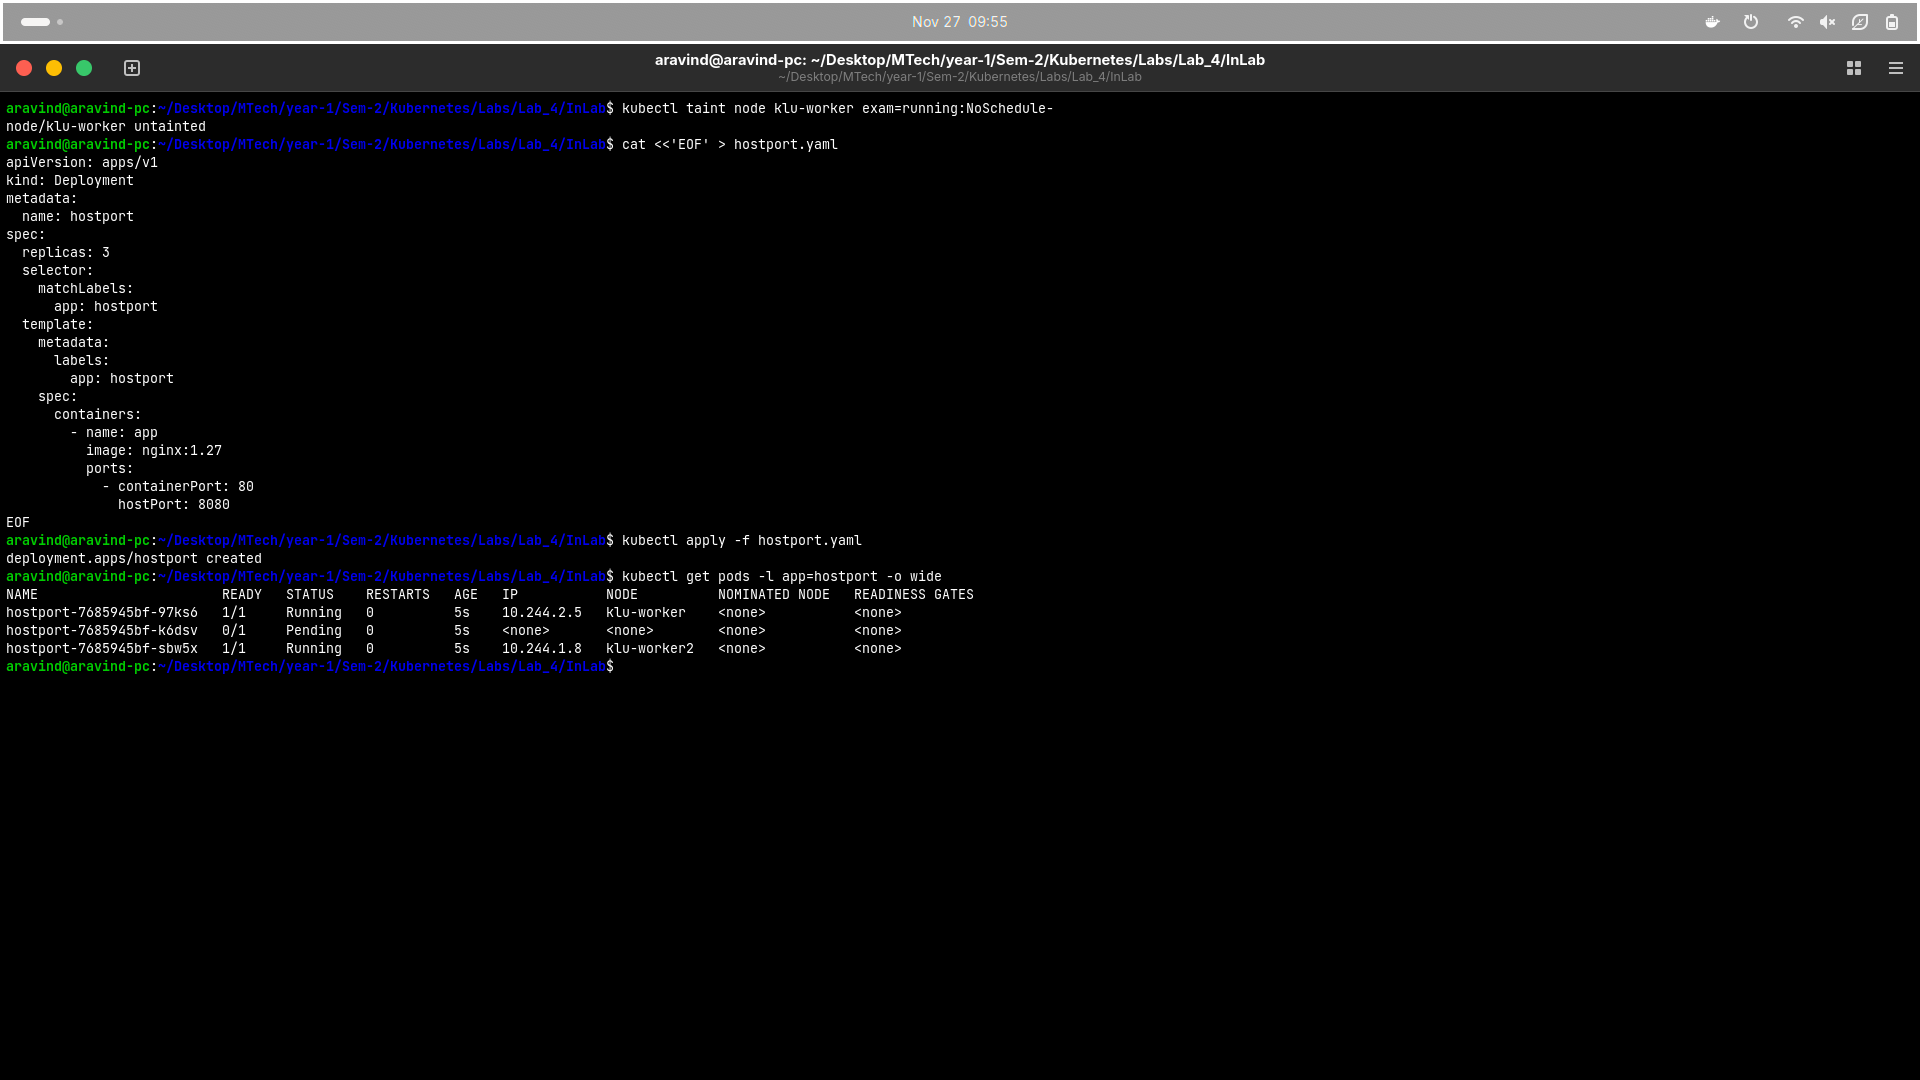 Nov 27 09:55
aravind@aravind-pc: ~/Desktop/MTech/year-1/Sem-2/Kubernetes/Labs/Lab_4/InLab
~/Desktop/MTech/year-1/Sem-2/Kubernetes/Labs/Lab_4/InLab
aravind@aravind-pc:~/Desktop/MTech/year-1/Sem-2/Kubernetes/Labs/Lab_4/InLab$ kubectl taint node klu-worker exam=running:NoSchedule-
node/klu-worker untainted
aravind@aravind-pc:~/Desktop/MTech/year-1/Sem-2/Kubernetes/Labs/Lab_4/InLab$ cat <<'EOF' > hostport.yaml
apiVersion: apps/v1
kind: Deployment
metadata:
  name: hostport
spec:
  replicas: 3
  selector:
    matchLabels:
      app: hostport
  template:
    metadata:
      labels:
        app: hostport
    spec:
      containers:
        - name: app
          image: nginx:1.27
          ports:
            - containerPort: 80
              hostPort: 8080
EOF
aravind@aravind-pc:~/Desktop/MTech/year-1/Sem-2/Kubernetes/Labs/Lab_4/InLab$ kubectl apply -f hostport.yaml
deployment.apps/hostport created
aravind@aravind-pc:~/Desktop/MTech/year-1/Sem-2/Kubernetes/Labs/Lab_4/InLab$ kubectl get pods -l app=hostport -o wide
NAME                       READY   STATUS    RESTARTS   AGE   IP           NODE          NOMINATED NODE   READINESS GATES
hostport-7685945bf-97ks6   1/1     Running   0          5s    10.244.2.5   klu-worker    <none>           <none>
hostport-7685945bf-k6dsv   0/1     Pending   0          5s    <none>       <none>        <none>           <none>
hostport-7685945bf-sbw5x   1/1     Running   0          5s    10.244.1.8   klu-worker2   <none>           <none>
aravind@aravind-pc:~/Desktop/MTech/year-1/Sem-2/Kubernetes/Labs/Lab_4/InLab$